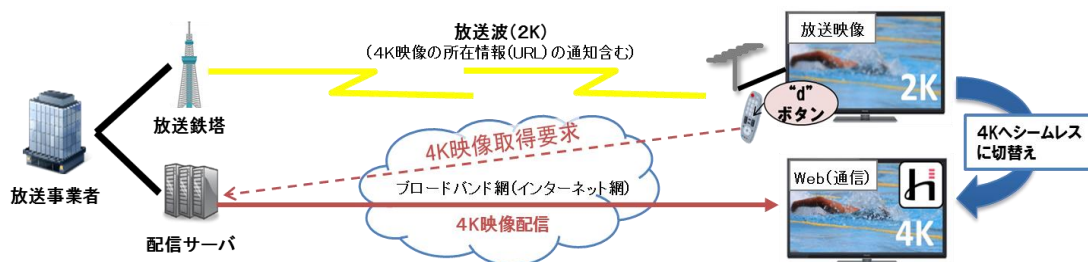 放送波(2K)
(4K映像の所在情報(URL)の通知含む)
放送映像
2K
“d”
ボタン
放送鉄塔
放送事業者
4K映像取得要求
4Kへシームレス
に切替え
ブロードバンド網(インターネット網)
Web(通信)
h
4K
4K映像配信
配信サーバ